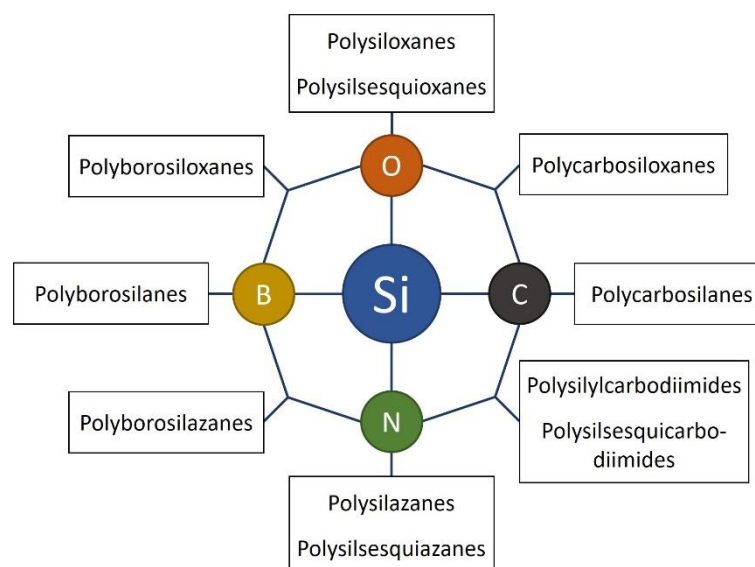 Polysiloxanes
Polysilsesquioxanes
Polyborosiloxanes
O
Polycarbosiloxanes
Polyborosilanes
B
Si
C
Polycarbosilanes
Polyborosilazanes
N
Polysilylcarbodiimides
Polysilsesquicarbo-
diimides
Polysilazanes
Polysilsesquiazanes